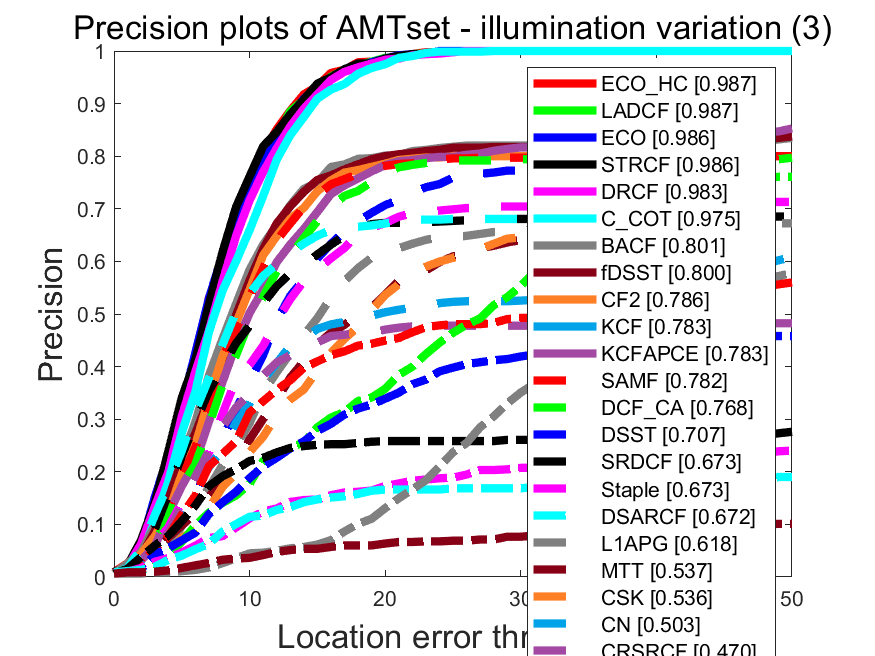 Precision plots of AMTset - illumination variation (3)
1
0.9
0.8
0.7
0.6
0.5
0.4
0.3
0.2
0.1
0
Precision
0
10
20
30
50
Location error thr
ECO_HC [0.987]
LADCF [0.987]
ECO [0.986]
STRCF [0.986]
DRCF [0.983]
C_COT [0.975]
BACF [0.801]
fDSST [0.800]
CF2 [0.786]
KCF [0.783]
KCFAPCE [0.783]
SAMF [0.782]
DCF_CA [0.768]
DSST [0.707]
SRDCF [0.673]
Staple [0.673]
DSARCF [0.672]
L1APG [0.618]
MTT [0.537]
CSK [0.536]
CN [0.503]
CRSRCF [0.470]